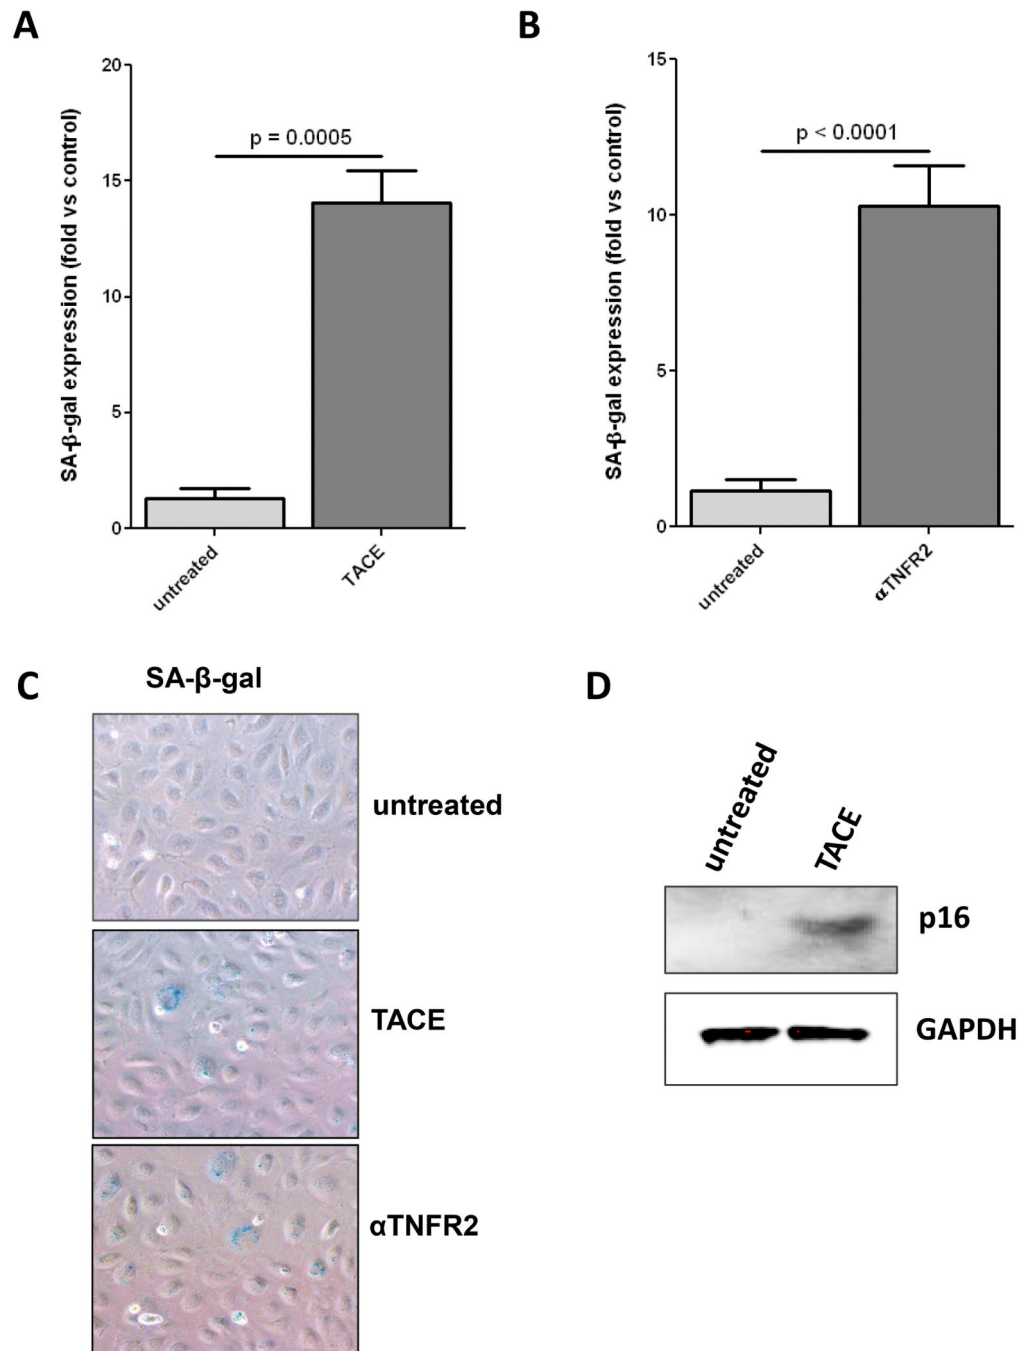 A
SA-β-gal expression (fold vs control)
20
15
10
5
0
p = 0.0005
untreated
TACE
B
SA-β-gal expression (fold vs control)
15
10
5
0
p < 0.0001
untreated
αTNFR2
C
SA-β-gal
untreated
TACE
αTNFR2
D
untreated
TACE
p16
GAPDH